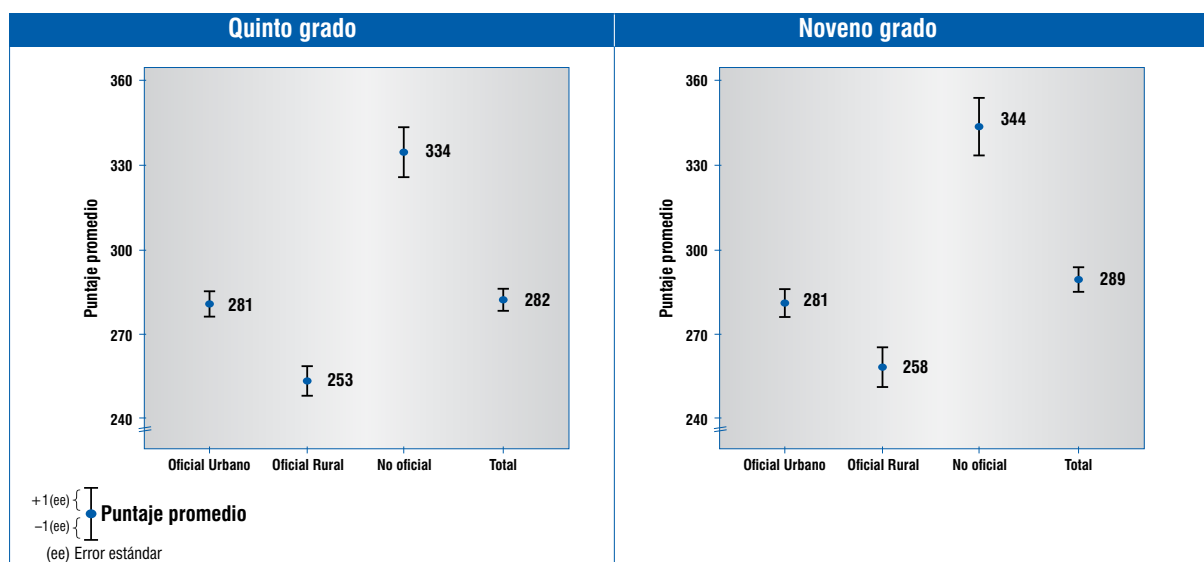 Quinto grado
Puntaje promedio
360
330
300
270
240
281
253
334
282
Oficial Urbano Oficial Rural No oficial Total
+1(ee)
−1(ee)
Puntaje promedio
(ee) Error estándar
Noveno grado
Puntaje promedio
360
330
300
270
240
281
258
344
289
Oficial Urbano Oficial Rural No oficial Total